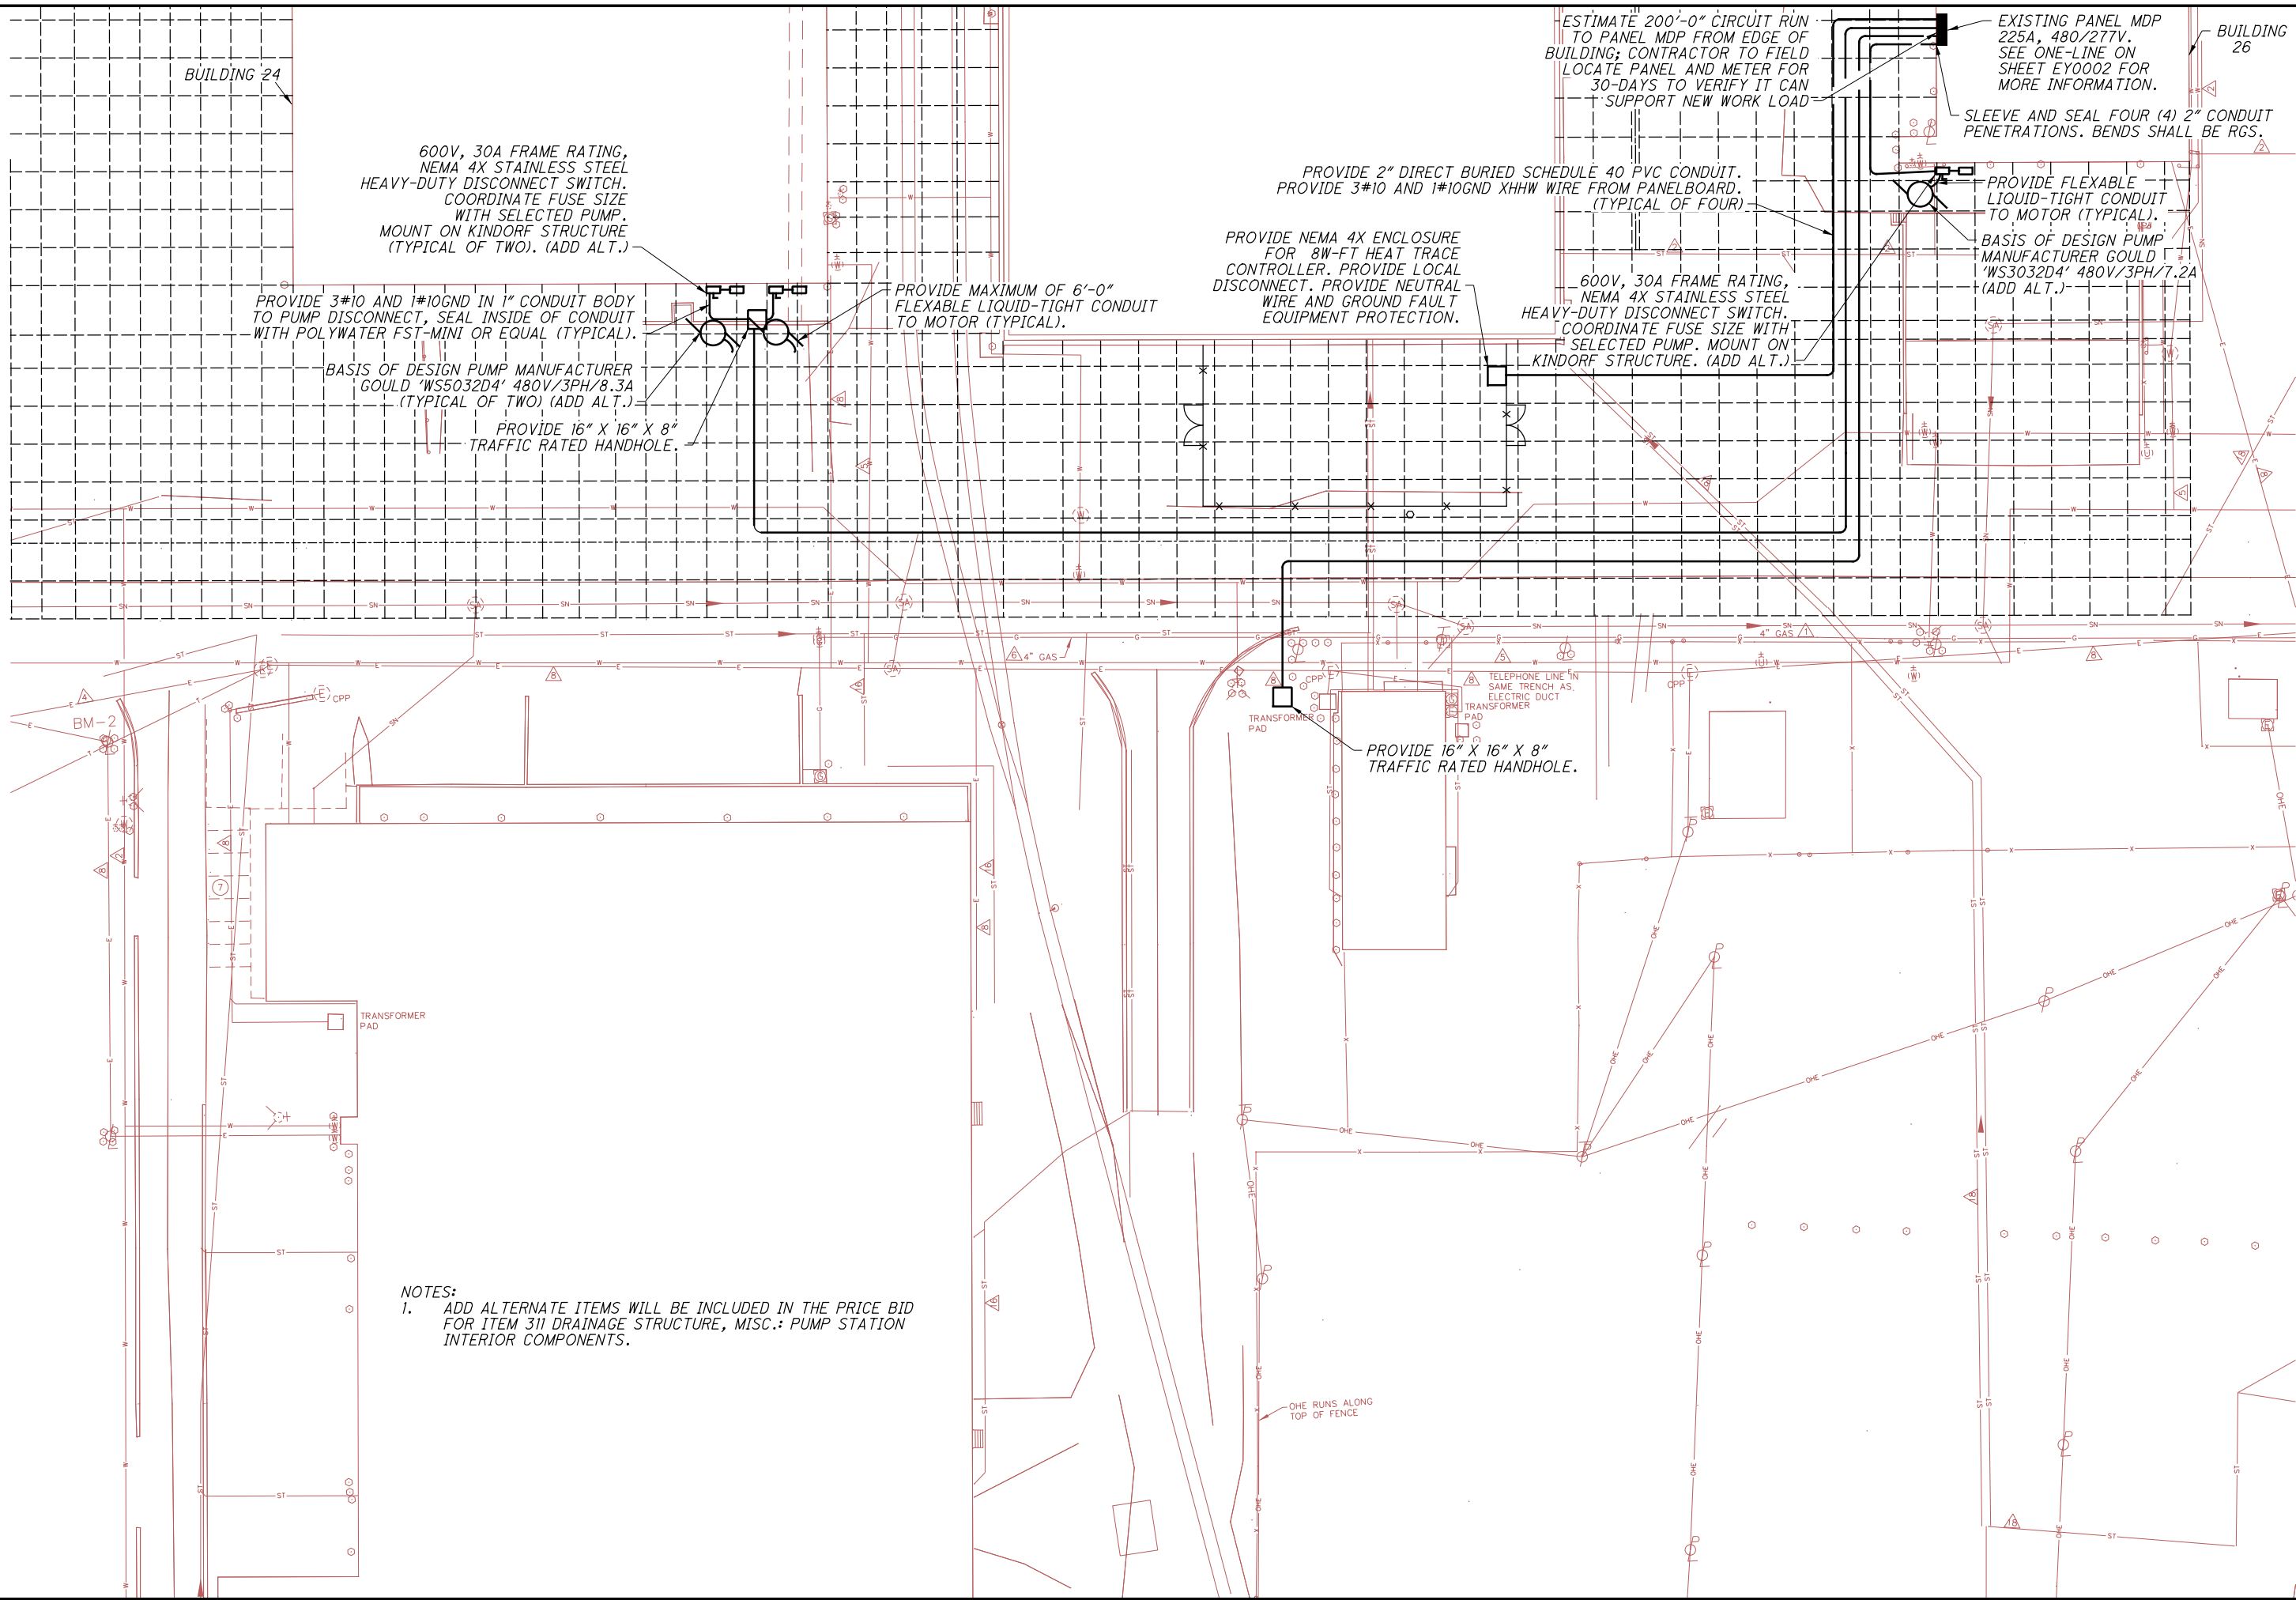 BUILDING 24
600V, 30A FRAME RATING,
NEMA 4X STAINLESS STEEL
HEAVY-DUTY DISCONNECT SWITCH.
COORDINATE FUSE SIZE
WITH SELECTED PUMP.
MOUNT ON KINDORF STRUCTURE
(TYPICAL OF TWO). (ADD ALT.)
PROVIDE 3#10 AND 1#10GND IN 1" CONDUIT BODY
TO PUMP DISCONNECT, SEAL INSIDE OF CONDUIT
WITH POLYWATER FST-MINI OR EQUAL (TYPICAL).
BASIS OF DESIGN PUMP MANUFACTURER
GOULD 'WS5032D4' 480V/3PH/8.3A
(TYPICAL OF TWO) (ADD ALT.)
PROVIDE 16" X 16" X 8"
TRAFFIC RATED HANDHOLE.
PROVIDE MAXIMUM OF 6'-0"
FLEXABLE LIQUID-TIGHT CONDUIT
TO MOTOR (TYPICAL).
ESTIMATE 200'-0" CIRCUIT RUN
TO PANEL MDP FROM EDGE OF
BUILDING; CONTRACTOR TO FIELD
LOCATE PANEL AND METER FOR
30-DAYS TO VERIFY IT CAN
SUPPORT NEW WORK LOAD
EXISTING PANEL MDP
225A, 480/277V.
SEE ONE-LINE ON
SHEET EY0002 FOR
MORE INFORMATION.
BUILDING
26
SLEEVE AND SEAL FOUR (4) 2" CONDUIT
PENETRATIONS. BENDS SHALL BE RGS.
PROVIDE 2" DIRECT BURIED SCHEDULE 40 PVC CONDUIT.
PROVIDE 3#10 AND 1#10GND XHHW WIRE FROM PANELBOARD.
(TYPICAL OF FOUR)
PROVIDE NEMA 4X ENCLOSURE
FOR 8W-FT HEAT TRACE
CONTROLLER. PROVIDE LOCAL
DISCONNECT. PROVIDE NEUTRAL
WIRE AND GROUND FAULT
EQUIPMENT PROTECTION.
600V, 30A FRAME RATING,
NEMA 4X STAINLESS STEEL
HEAVY-DUTY DISCONNECT SWITCH.
COORDINATE FUSE SIZE WITH
SELECTED PUMP. MOUNT ON
KINDORF STRUCTURE. (ADD ALT.)
PROVIDE FLEXABLE
LIQUID-TIGHT CONDUIT
TO MOTOR (TYPICAL).
BASIS OF DESIGN PUMP
MANUFACTURER GOULD
'WS3032D4' 480V/3PH/7.2A
(ADD ALT.)
4" GAS
4" GAS
BM-2
CPP
CPP
CPP
TELEPHONE LINE IN
SAME TRENCH AS
ELECTRIC DUCT
TRANSFORMER
PAD
TRANSFORMER
PAD
PROVIDE 16" X 16" X 8"
TRAFFIC RATED HANDHOLE.
7
TRANSFORMER
PAD
NOTES:
1. ADD ALTERNATE ITEMS WILL BE INCLUDED IN THE PRICE BID
FOR ITEM 311 DRAINAGE STRUCTURE, MISC.: PUMP STATION
INTERIOR COMPONENTS.
OHE RUNS ALONG
TOP OF FENCE